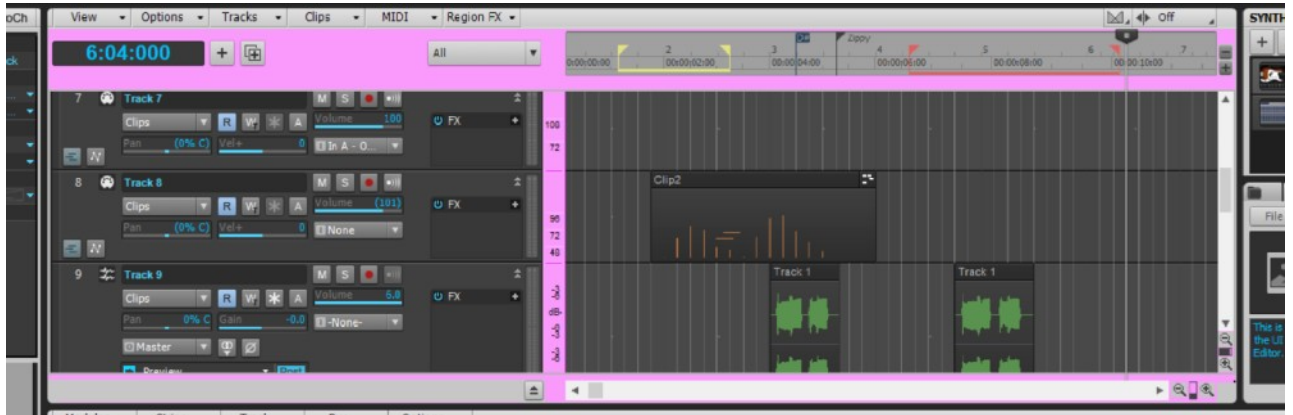 oCh View Options Tracks Clips MIDI Region FX Off SYNTH
6:04:000 All
D# Zippy
2 3 4 5 6 7
0:00:00:00 00:00:02:00 00:00:04:00 00:00:06:00 00:00:08:00 00:00:10:00
ck
7 Track 7 M S
Clips R W A Volume 100 FX 100
Pan (0% C) Vel+ 0 In A - O... 72
8 Track 8 M S Clip2
Clips R W A Volume (101) FX 96
Pan (0% C) Vel+ 0 None 72
48
File
9 Track 9 M S Track 1 Track 1
Clips R W A Volume 6.0 FX
Pan 0% C Gain -0.0 -None- dB-
Master
Preview Post
This is
the UI
Editor.